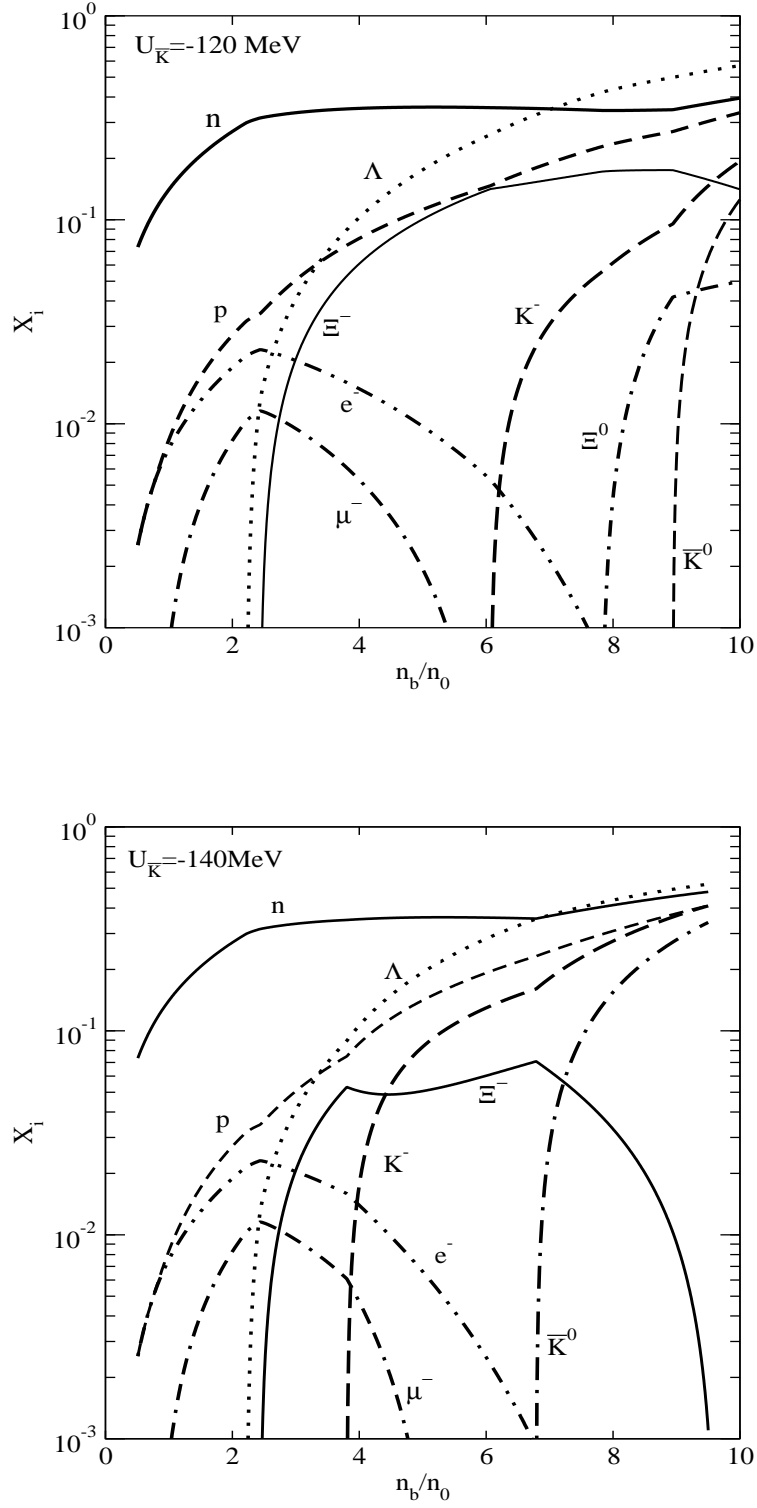 10^0
U_K̅=-120 MeV
n
Λ
10^-1
p
Ξ^-
K^-
X_i
e^-
Ξ^0
10^-2
μ^-
K̅^0
10^-3
0 2 4 6 8 10
n_b/n_0
10^0
U_K̅=-140MeV
n
Λ
10^-1
p
Ξ^-
X_i
K^-
10^-2
e^-
K̅^0
μ^-
10^-3
0 2 4 6 8 10
n_b/n_0